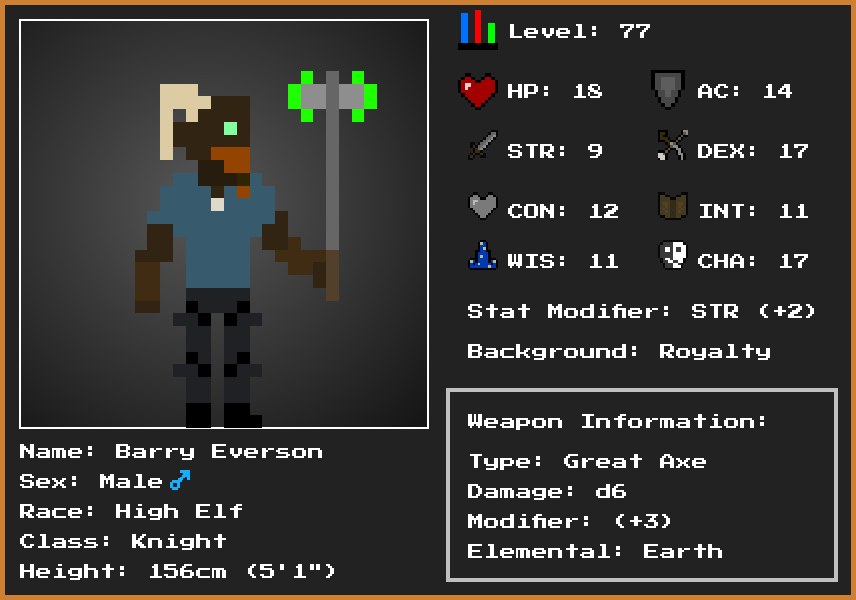 Level: 77
HP: 18
AC: 14
STR: 9
DEX: 17
CON: 12
INT: 11
WIS: 11
CHA: 17
Stat Modifier: STR (+2)
Background: Royalty
Weapon Information:
Type: Great Axe
Damage: d6
Modifier: (+3)
Elemental: Earth
Name: Barry Everson
Sex: Male♂
Race: High Elf
Class: Knight
Height: 156cm (5'1")